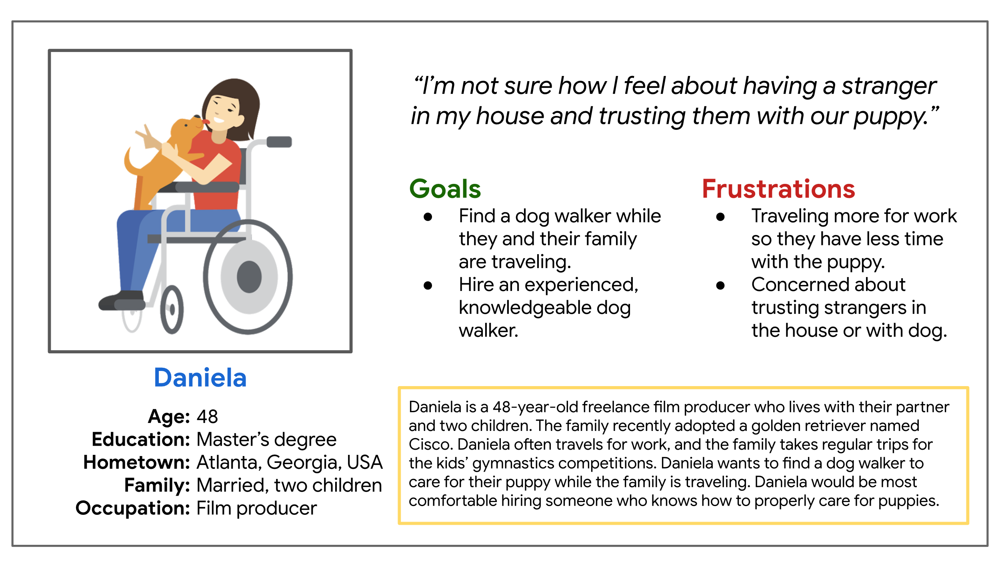 “I’m not sure how I feel about having a stranger
in my house and trusting them with our puppy.”
Goals
● Find a dog walker while
they and their family
are traveling.
● Hire an experienced,
knowledgeable dog
walker.
Frustrations
● Traveling more for work
so they have less time
with the puppy.
● Concerned about
trusting strangers in
the house or with dog.
Daniela
Age: 48
Education: Master’s degree
Hometown: Atlanta, Georgia, USA
Family: Married, two children
Occupation: Film producer
Daniela is a 48-year-old freelance film producer who lives with their partner
and two children. The family recently adopted a golden retriever named
Cisco. Daniela often travels for work, and the family takes regular trips for
the kids’ gymnastics competitions. Daniela wants to find a dog walker to
care for their puppy while the family is traveling. Daniela would be most
comfortable hiring someone who knows how to properly care for puppies.